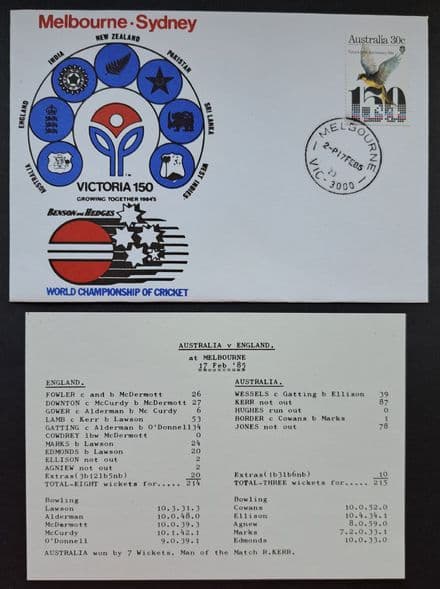 Melbourne · Sydney
NEW ZEALAND
INDIA
PAKISTAN
ENGLAND
SRI LANKA
AUSTRALIA
WEST INDIES
VICTORIA 150
GROWING TOGETHER 1984/5
BENSON and HEDGES
WORLD CHAMPIONSHIP OF CRICKET
Australia 30c
150
MELBOURNE
2-P17FE85
23
VIC-3000
AUSTRALIA v ENGLAND.
at MELBOURNE
17 Feb '85
ENGLAND.
FOWLER c and b McDermott 26
DOWNTON c McCurdy b McDermott 27
GOWER c Alderman b Mc Curdy 6
LAMB c Kerr b Lawson 53
GATTING c Alderman b O'Donnell34
COWDREY lbw McDermott 0
MARKS b Lawson 24
EDMONDS b Lawson 20
ELLISON not out 2
AGNIEW not out 2
Extras(3b12lb5nb) 20
TOTAL-EIGHT wickets for..... 214
Bowling
Lawson 10.3.31.3
Alderman 10.0.48.0
McDermott 10.0.39.3
McCurdy 10.1.42.1
O'Donnell 9.0.39.1
AUSTRALIA.
WESSELS c Gatting b Ellison 39
KERR not out 87
HUGHES run out 0
BORDER c Cowans b Marks 1
JONES not out 78
Extras(1b3lb6nb) 10
TOTAL-THREE wickets for..... 215
Bowling
Cowans 10.0.52.0
Ellison 10.4.34.1
Agnew 8.0.59.0
Marks 7.2.0.33.1
Edmonds 10.0.33.0
AUSTRALIA won by 7 Wickets. Man of the Match R.KERR.